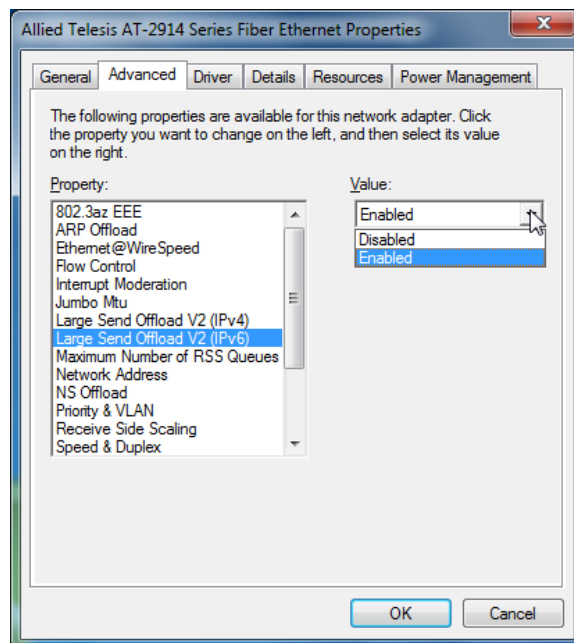 Allied Telesis AT-2914 Series Fiber Ethernet Properties
General Advanced Driver Details Resources Power Management
The following properties are available for this network adapter. Click
the property you want to change on the left, and then select its value
on the right.
Property:
802.3az EEE
ARP Offload
Ethernet@WireSpeed
Flow Control
Interrupt Moderation
Jumbo Mtu
Large Send Offload V2 (IPv4)
Large Send Offload V2 (IPv6)
Maximum Number of RSS Queues
Network Address
NS Offload
Priority & VLAN
Receive Side Scaling
Speed & Duplex
Value:
Enabled
Disabled
Enabled
OK Cancel